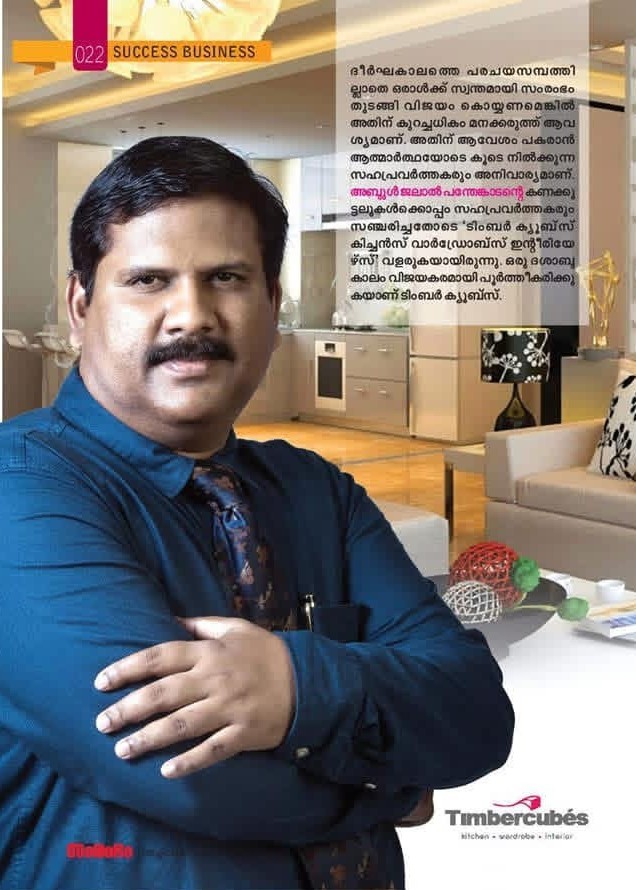 022 SUCCESS BUSINESS
ദീർഘകാലത്തെ പരചയസമ്പത്തി
ല്ലാതെ ഒരാൾക്ക് സ്വന്തമായി സംരംഭം
തുടങ്ങി വിജയം കൊയ്യണമെങ്കിൽ
അതിന് കുറച്ചധികം മനക്കരുത്ത് ആവ
ശ്യമാണ്. അതിന് ആവേശം പകരാൻ
ആത്മാർത്ഥയോടെ കൂടെ നിൽക്കുന്ന
സഹപ്രവർത്തകരും അനിവാര്യമാണ്.
അബ്ദുൾ ജലാൽ പന്തേങ്കാടന്റെ കണക്കു
ട്ടലുകൾക്കൊപ്പം സഹപ്രവർത്തകരും
സഞ്ചരിച്ചതോടെ 'ടിംബർ ക്യൂബ്സ്
കിച്ചൻസ് വാർഡ്രോബ്സ് ഇന്റീരിയേ
ഴ്സ്' വളരുകയായിരുന്നു. ഒരു ദശാബ്ദ
കാലം വിജയകരമായി പൂർത്തീകരിക്കു
കയാണ് ടിംബർ ക്യൂബ്സ്.
Timbercubés
kitchen • wardrobe • interior